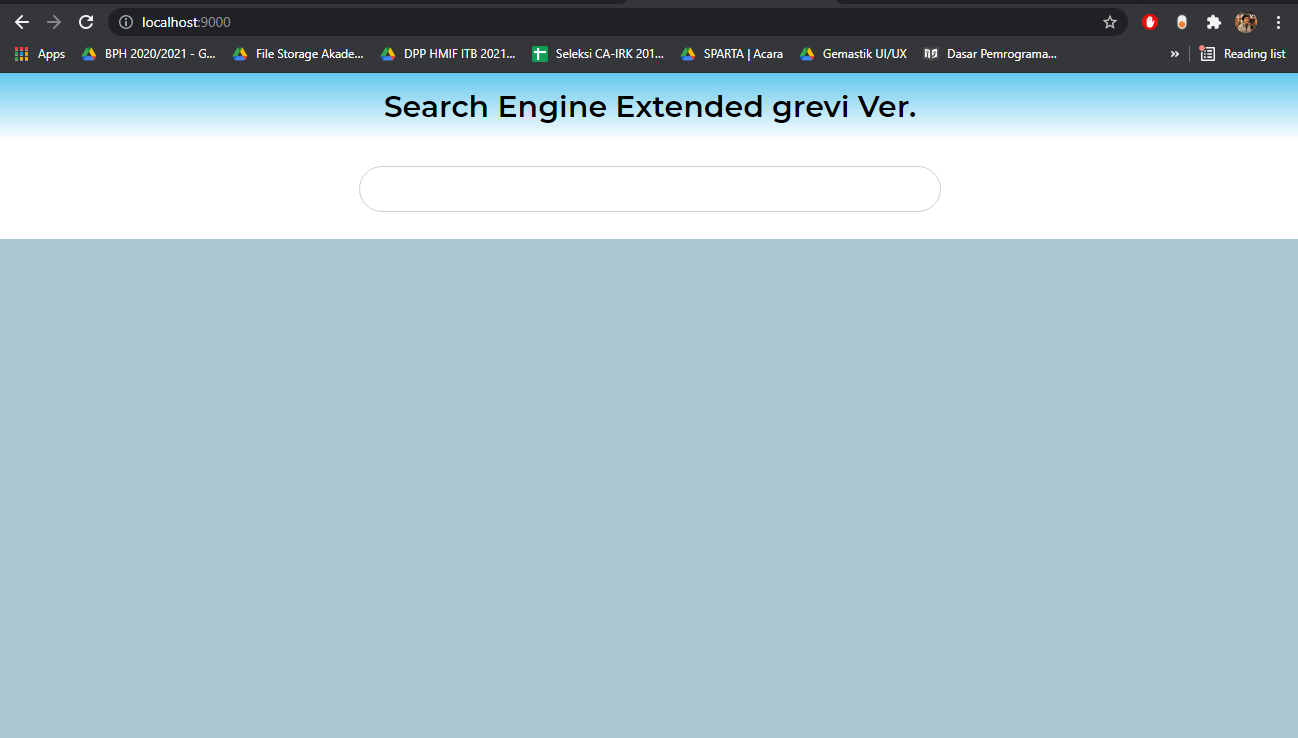 localhost:9000
Apps BPH 2020/2021 - G... File Storage Akade... DPP HMIF ITB 2021... Seleksi CA-IRK 201... SPARTA | Acara Gemastik UI/UX Dasar Pemrograma... » Reading list
Search Engine Extended grevi Ver.